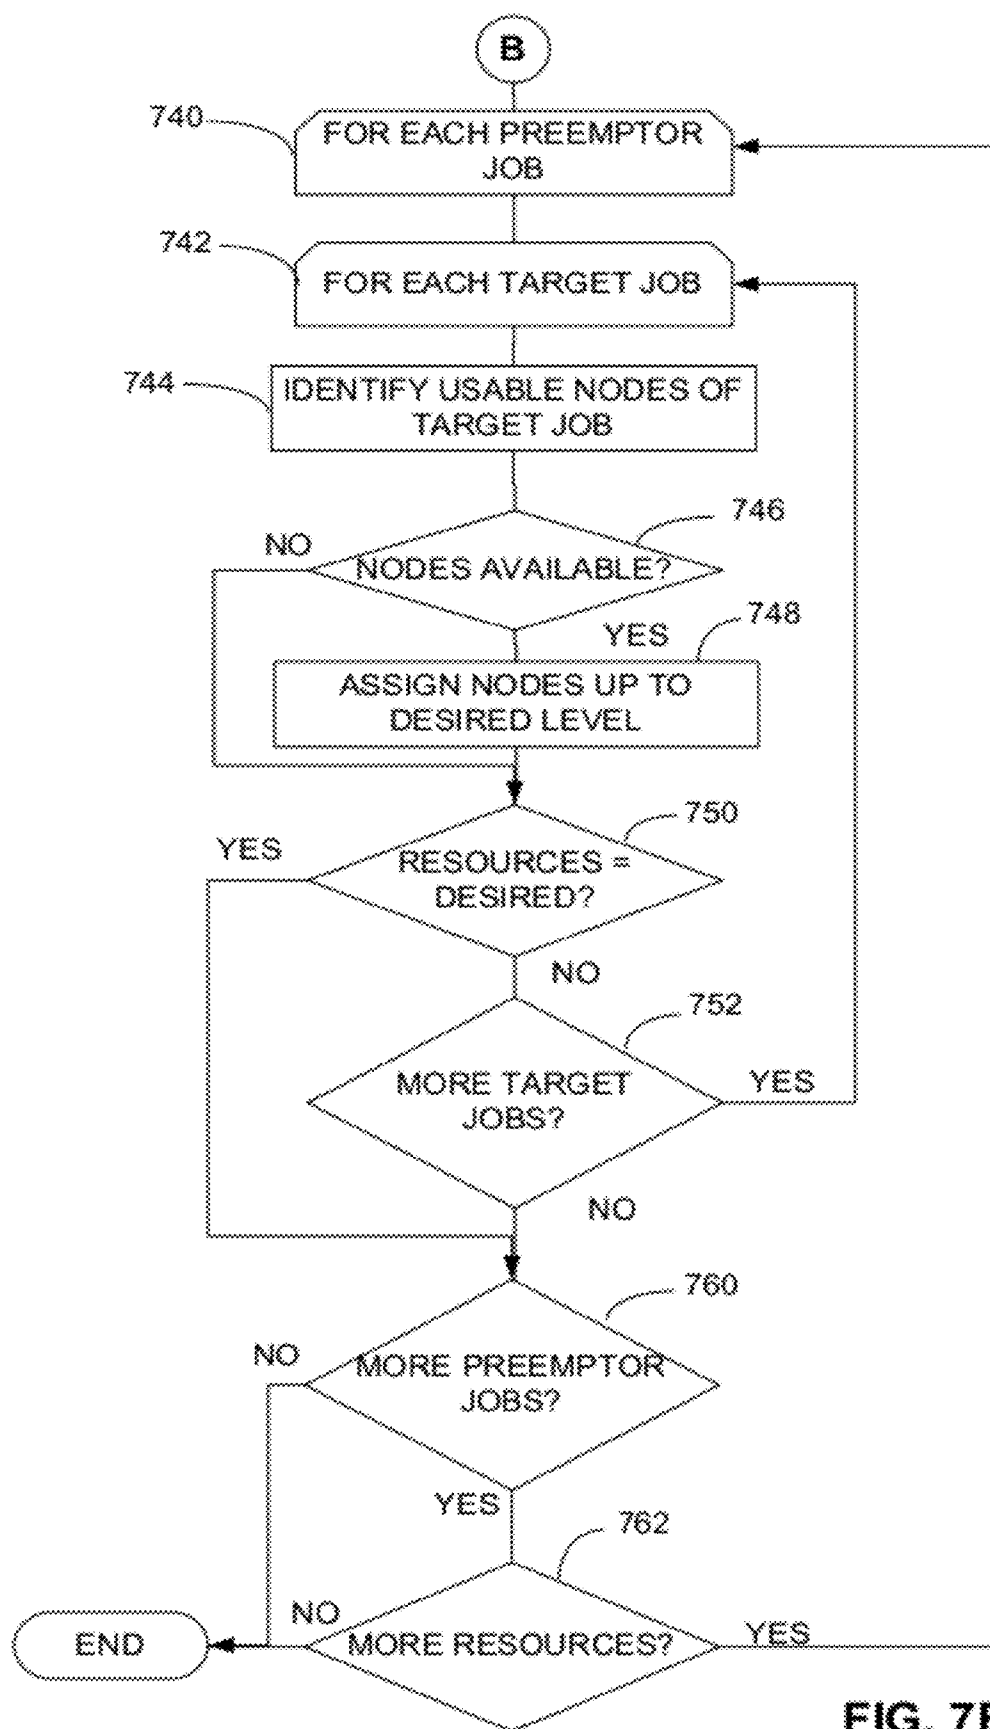 B
740
FOR EACH PREEMPTOR
JOB
742
FOR EACH TARGET JOB
744
IDENTIFY USABLE NODES OF
TARGET JOB
746
NO
NODES AVAILABLE?
YES
748
ASSIGN NODES UP TO
DESIRED LEVEL
750
YES
RESOURCES =
DESIRED?
NO
752
MORE TARGET
JOBS?
YES
NO
760
NO
MORE PREEMPTOR
JOBS?
YES
762
NO
END
MORE RESOURCES?
YES
FIG.